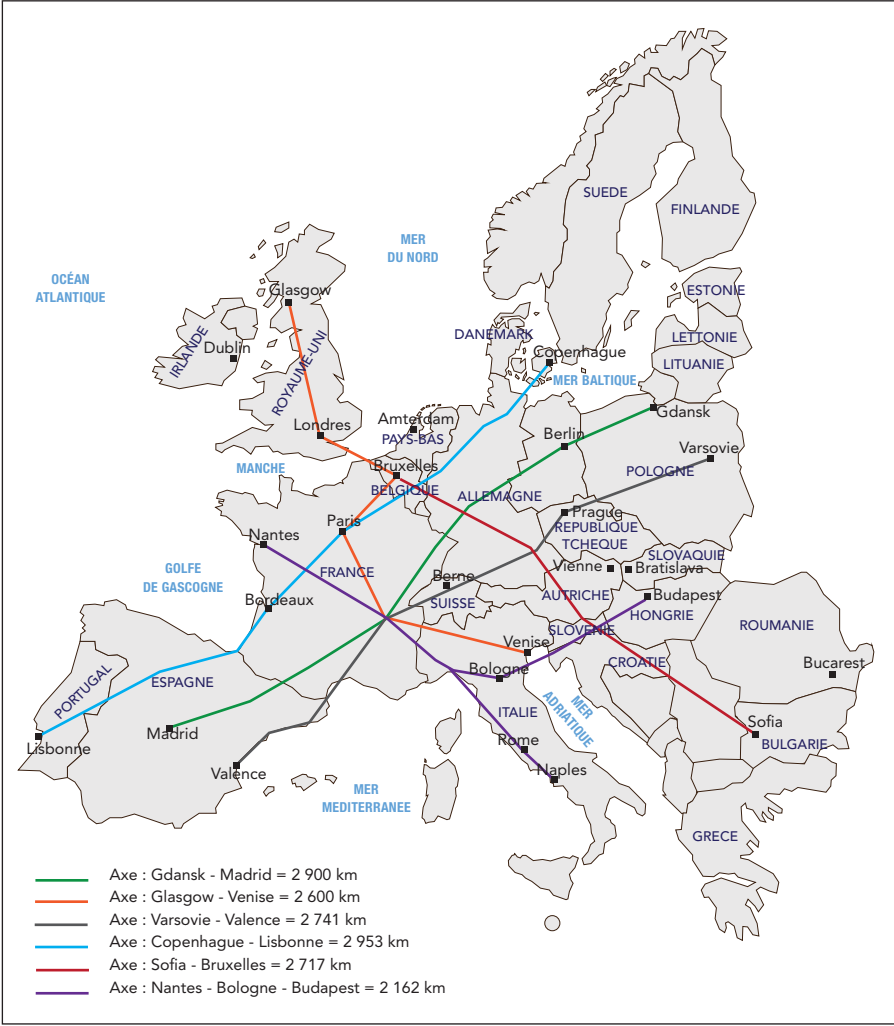 SUEDE
FINLANDE
MER
DU NORD
OCÉAN
ATLANTIQUE
Glasgow
ESTONIE
DANEMARK
LETTONIE
IRLANDE
Dublin
ROYAUME-UNI
Copenhague
LITUANIE
MER BALTIQUE
Gdansk
Amterdam
Londres
PAYS-BAS
Berlin
Varsovie
MANCHE
Bruxelles
POLOGNE
BELGIQUE
ALLEMAGNE
Paris
Prague
REPUBLIQUE
TCHEQUE
Nantes
SLOVAQUIE
GOLFE
DE GASCOGNE
FRANCE
Berne
Vienne
Bratislava
Bordeaux
SUISSE
AUTRICHE
Budapest
HONGRIE
ROUMANIE
SLOVENIE
Venise
CROATIE
Bucarest
Bologne
PORTUGAL
ESPAGNE
MER
ADRIATIQUE
ITALIE
Madrid
Lisbonne
Rome
Sofia
BULGARIE
Valence
Naples
MER
MEDITERRANEE
GRECE
Axe : Gdansk - Madrid = 2 900 km
Axe : Glasgow - Venise = 2 600 km
Axe : Varsovie - Valence = 2 741 km
Axe : Copenhague - Lisbonne = 2 953 km
Axe : Sofia - Bruxelles = 2 717 km
Axe : Nantes - Bologne - Budapest = 2 162 km